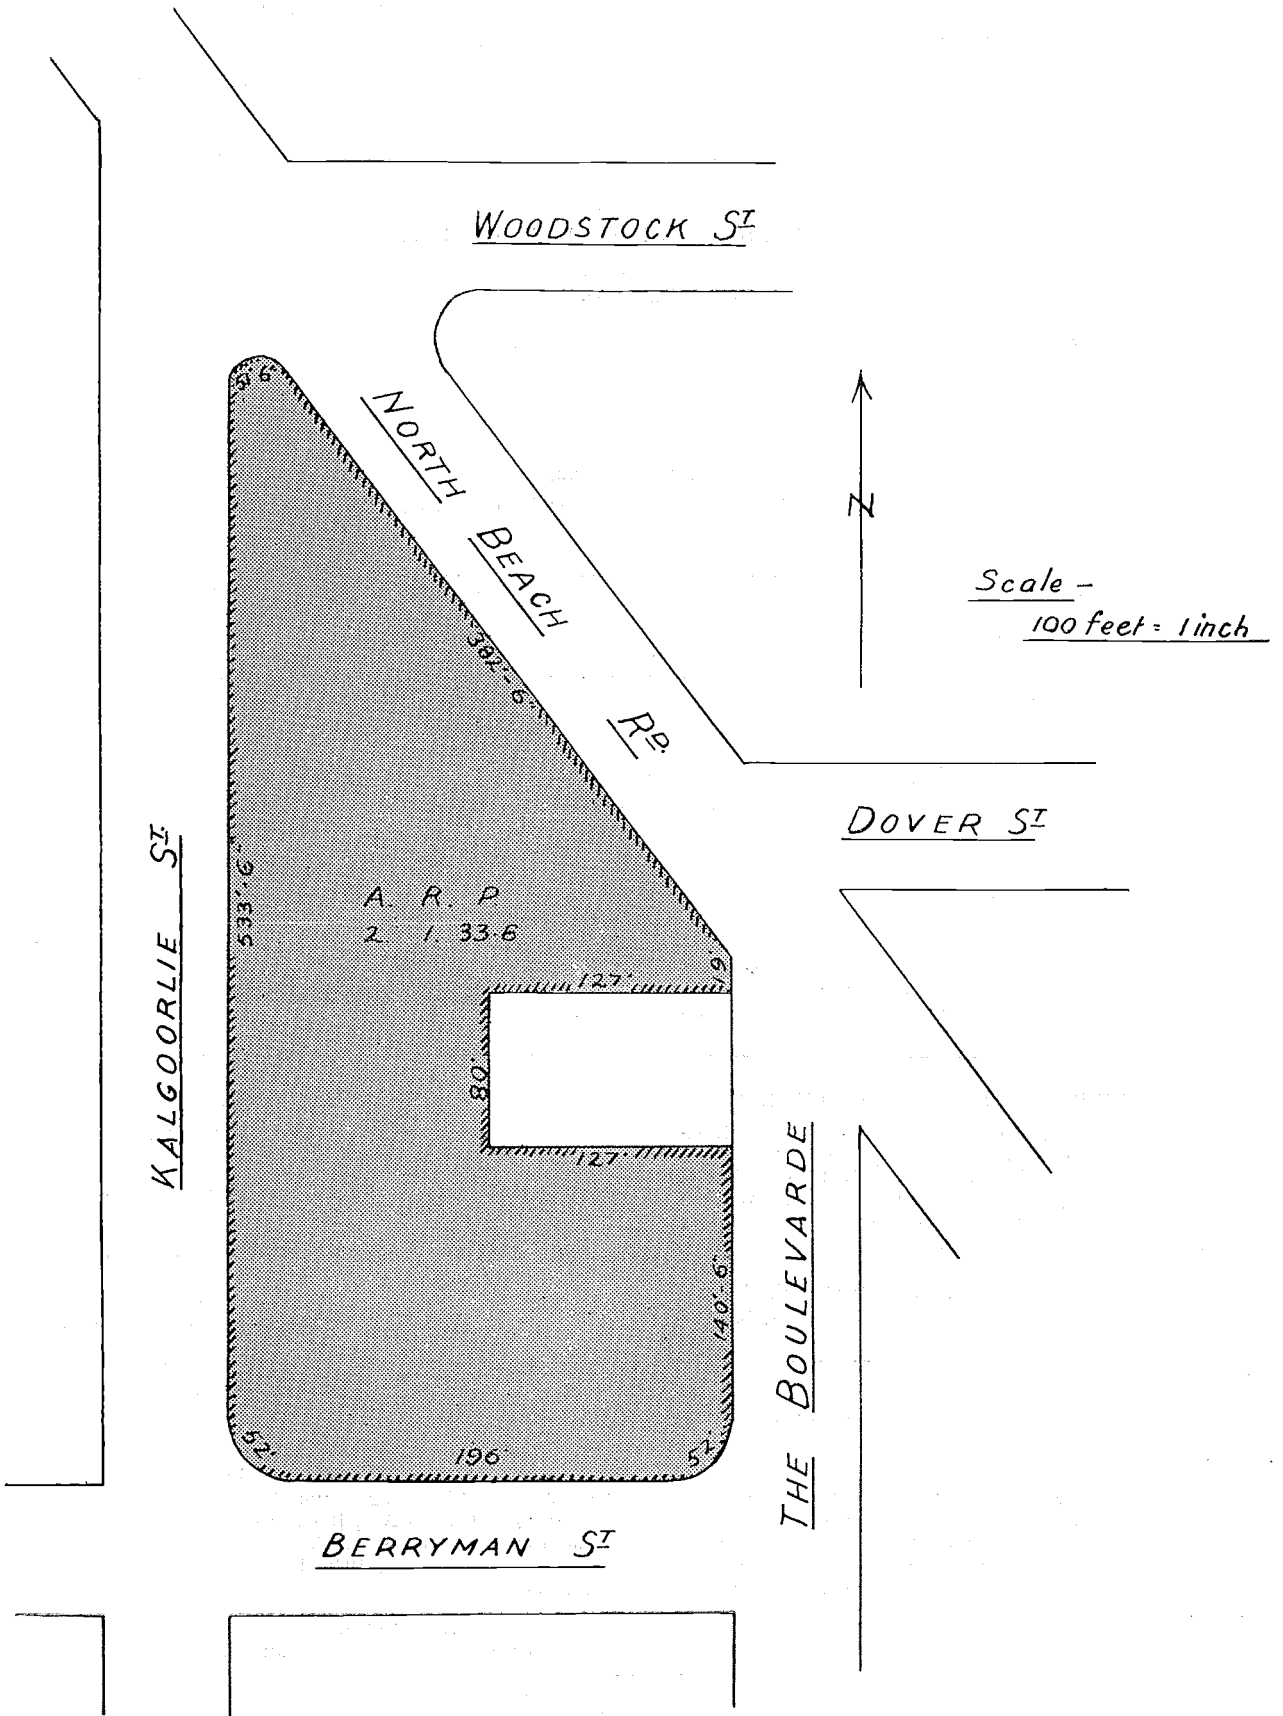 WOODSTOCK ST
NORTH BEACH RD.
N
Scale -
100 feet = 1 inch
DOVER ST
KALGOORLIE ST.
THE BOULEVARDE
BERRYMAN ST
382'-6"
533'-6"
A. R. P.
2 1. 33·6
19'
127'
80'
127'
140'-6"
52'
196'
52'